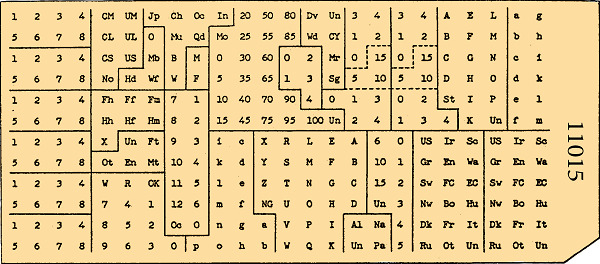 1 2 3 4 CM UM Jp Ch Oc In 20 50 80 Dv Un 3 4 3 4 A E L a g
5 6 7 8 CL UL O Mu Qd Mo 25 55 85 Wd CY 1 2 1 2 B F M b h
1 2 3 4 CS US Mb B M 0 30 60 0 2 Mr 0 15 0 15 C G N c i
5 6 7 8 No Hd Wf W F 5 35 65 1 3 Sg 5 10 5 10 D H O d k
1 2 3 4 Fh Ff Fm 7 1 10 40 70 90 4 0 1 3 0 2 St I P e l
5 6 7 8 Hh Hf Hm 8 2 15 45 75 95 100 Un 2 4 1 3 4 K Un f m
1 2 3 4 X Un Ft 9 3 i c X R L E A 6 0 US Ir Sc US Ir Sc
5 6 7 8 Ot En Mt 10 4 k d Y S M F B 10 1 Gr En Wa Gr En Wa
1 2 3 4 W R CK 11 5 l e Z T N G C 15 2 Sw FC EC Sw FC EC
5 6 7 8 7 4 1 12 6 m f NG U O H D Un 3 Nw Bo Hu Nw Bo Hu
1 2 3 4 8 5 2 Oc 0 n g a V P I Al Na 4 Dk Fr It Dk Fr It
5 6 7 8 9 6 3 0 p o h b W Q K Un Pa 5 Ru Ot Un Ru Ot Un
11015